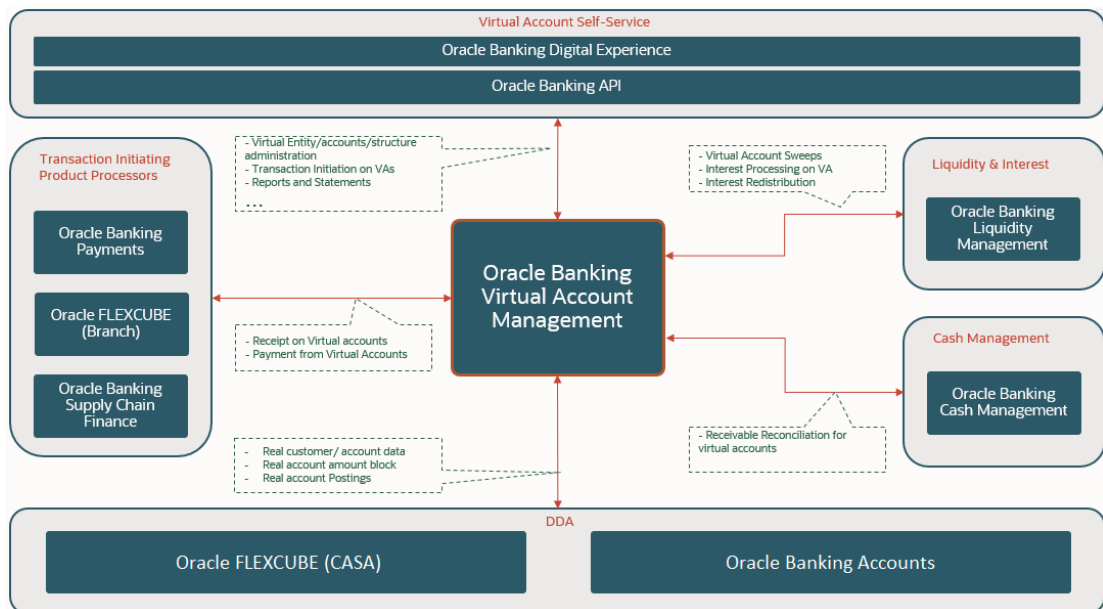 Virtual Account Self-Service
Oracle Banking Digital Experience
Oracle Banking API
- Virtual Entity/accounts/structure
administration
- Transaction Initiation on VAs
- Reports and Statements
...
- Virtual Account Sweeps
- Interest Processing on VA
- Interest Redistribution
Transaction Initiating
Product Processors
Oracle Banking
Payments
Oracle FLEXCUBE
(Branch)
Oracle Banking
Supply Chain
Finance
Liquidity & Interest
Oracle Banking
Liquidity
Management
Oracle Banking
Virtual Account
Management
- Receipt on Virtual accounts
- Payment from Virtual Accounts
Cash Management
Oracle Banking
Cash Management
- Receivable Reconciliation for
virtual accounts
- Real customer/ account data
- Real account amount block
- Real account Postings
DDA
Oracle FLEXCUBE (CASA)
Oracle Banking Accounts